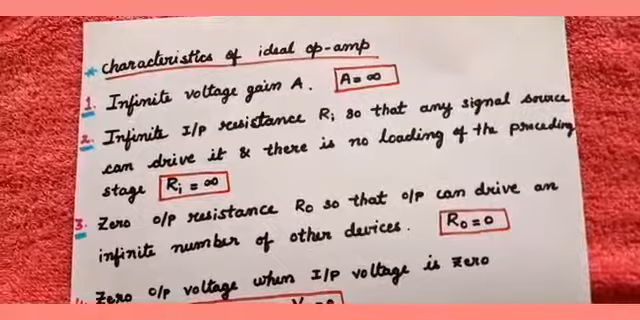 * Characteristics of ideal op-amp
1. Infinite voltage gain A. A = ∞
2. Infinite I/P resistance Ri so that any signal source
can drive it & there is no loading of the preceding
stage Ri = ∞
3. Zero o/p resistance Ro so that o/p can drive an
infinite number of other devices. Ro = 0
Zero o/p voltage when I/P voltage is zero